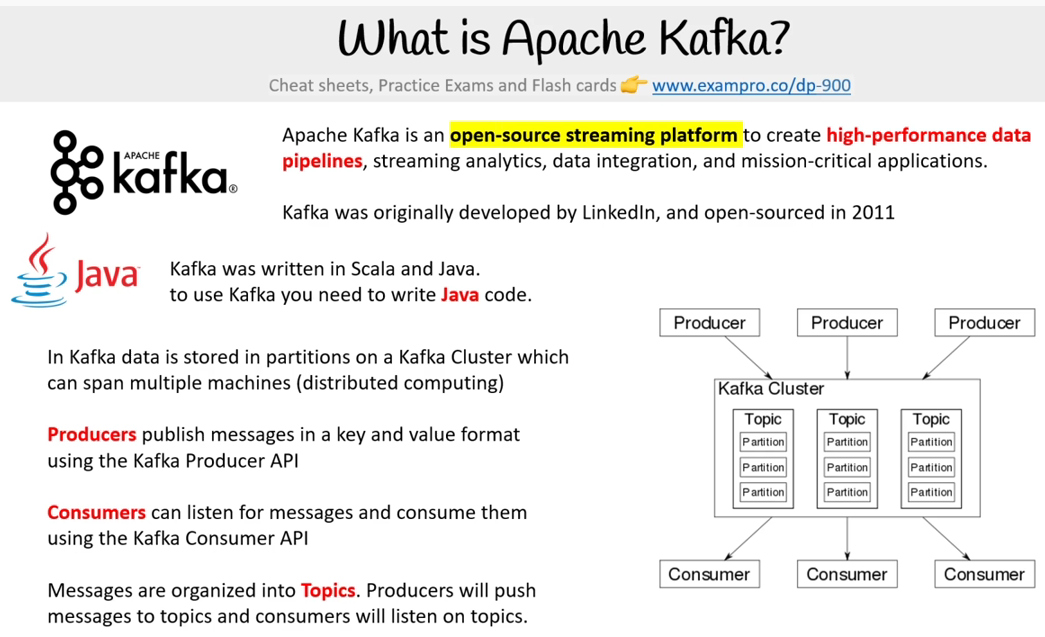 What is Apache Kafka?
Cheat sheets, Practice Exams and Flash cards 👉 www.exampro.co/dp-900
APACHE
kafka®
Apache Kafka is an open-source streaming platform to create high-performance data
pipelines, streaming analytics, data integration, and mission-critical applications.
Kafka was originally developed by LinkedIn, and open-sourced in 2011
Java
Kafka was written in Scala and Java.
to use Kafka you need to write Java code.
In Kafka data is stored in partitions on a Kafka Cluster which
can span multiple machines (distributed computing)
Producers publish messages in a key and value format
using the Kafka Producer API
Consumers can listen for messages and consume them
using the Kafka Consumer API
Messages are organized into Topics. Producers will push
messages to topics and consumers will listen on topics.
Producer Producer Producer
Kafka Cluster
Topic Topic Topic
Partition Partition Partition
Partition Partition Partition
Partition Partition Partition
Consumer Consumer Consumer